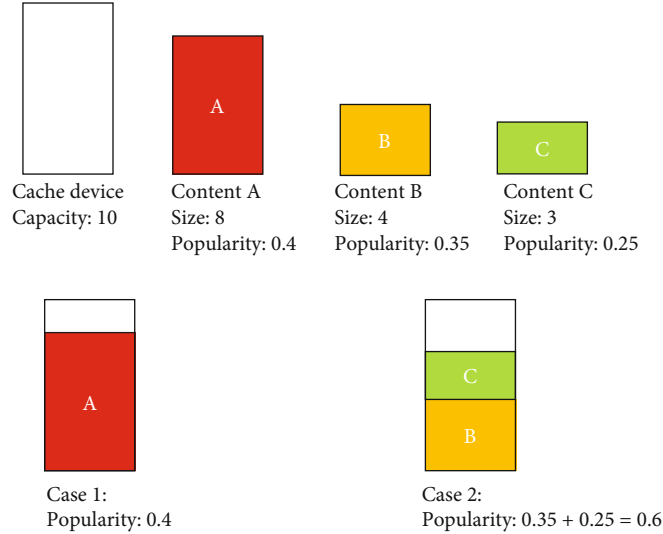 A
B
C
Cache device
Capacity: 10
Content A
Size: 8
Popularity: 0.4
Content B
Size: 4
Popularity: 0.35
Content C
Size: 3
Popularity: 0.25
A
C
B
Case 1:
Popularity: 0.4
Case 2:
Popularity: 0.35 + 0.25 = 0.6